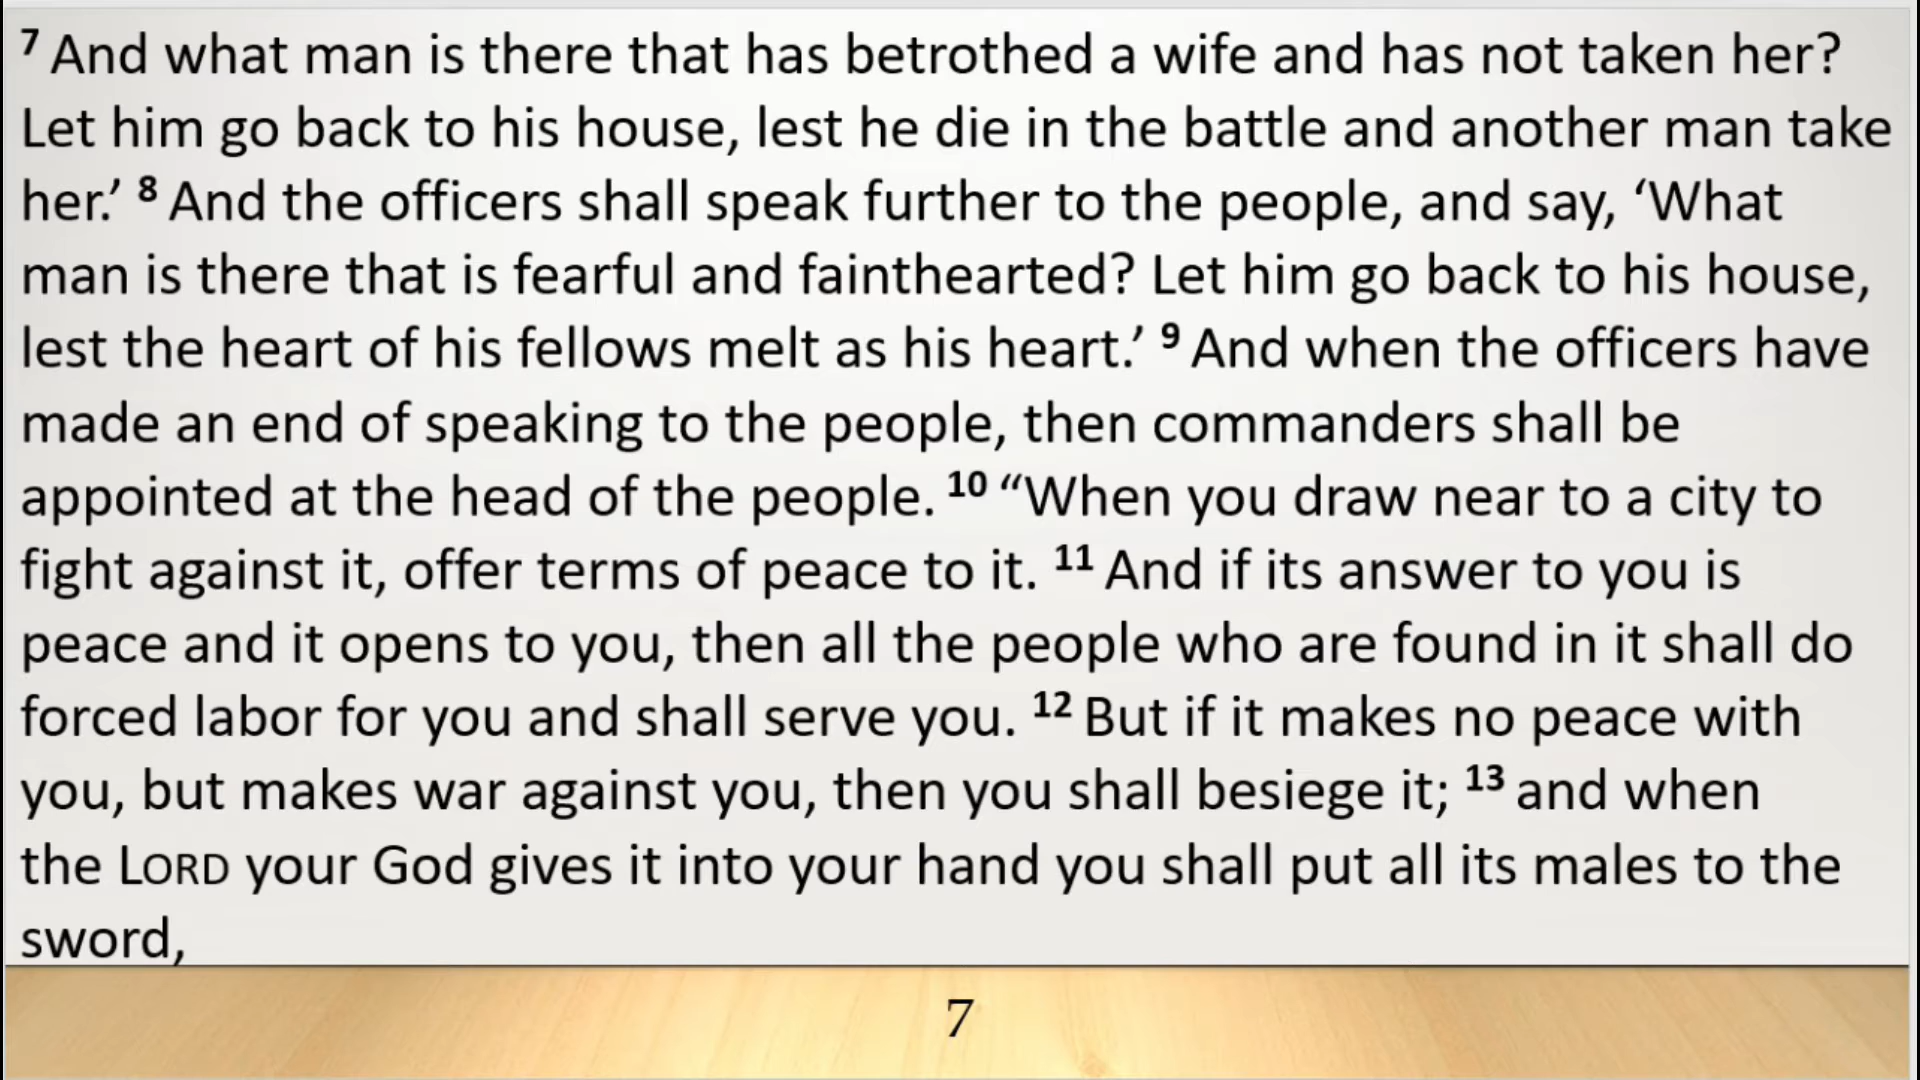 7 And what man is there that has betrothed a wife and has not taken her?
Let him go back to his house, lest he die in the battle and another man take
her.’ 8 And the officers shall speak further to the people, and say, ‘What
man is there that is fearful and fainthearted? Let him go back to his house,
lest the heart of his fellows melt as his heart.’ 9 And when the officers have
made an end of speaking to the people, then commanders shall be
appointed at the head of the people. 10 “When you draw near to a city to
fight against it, offer terms of peace to it. 11 And if its answer to you is
peace and it opens to you, then all the people who are found in it shall do
forced labor for you and shall serve you. 12 But if it makes no peace with
you, but makes war against you, then you shall besiege it; 13 and when
the LORD your God gives it into your hand you shall put all its males to the
sword,
7